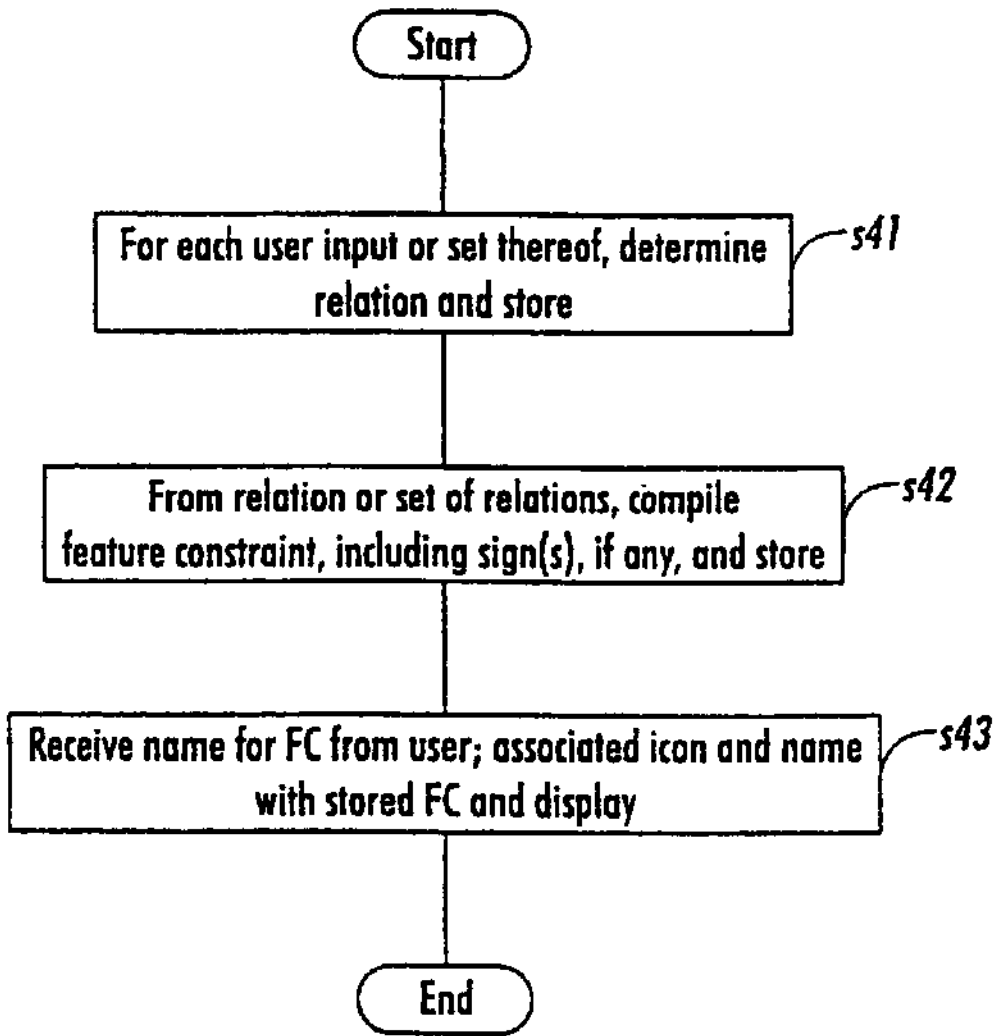 Start
For each user input or set thereof, determine
relation and store
s41
From relation or set of relations, compile
feature constraint, including sign(s), if any, and store
s42
Receive name for FC from user; associated icon and name
with stored FC and display
s43
End